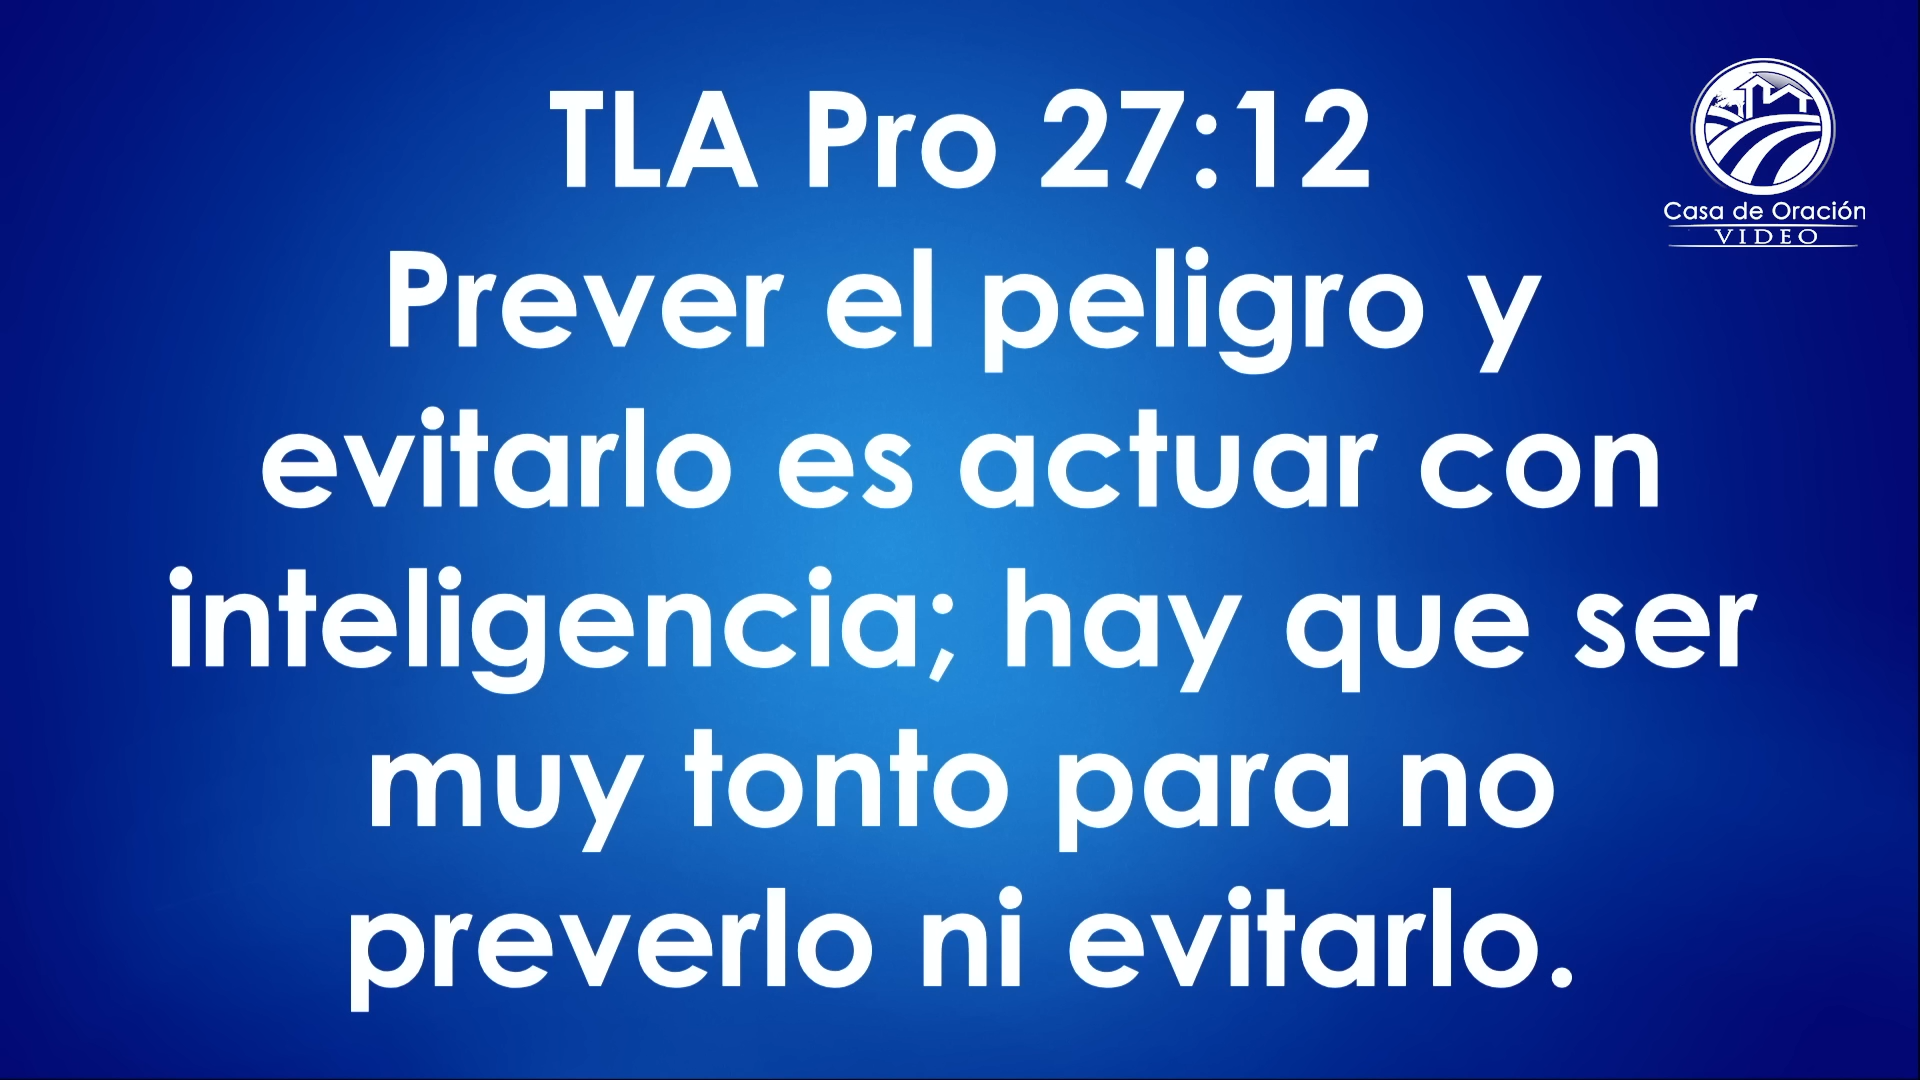 TLA Pro 27:12
Prever el peligro y
evitarlo es actuar con
inteligencia; hay que ser
muy tonto para no
preverlo ni evitarlo.
Casa de Oración
VIDEO